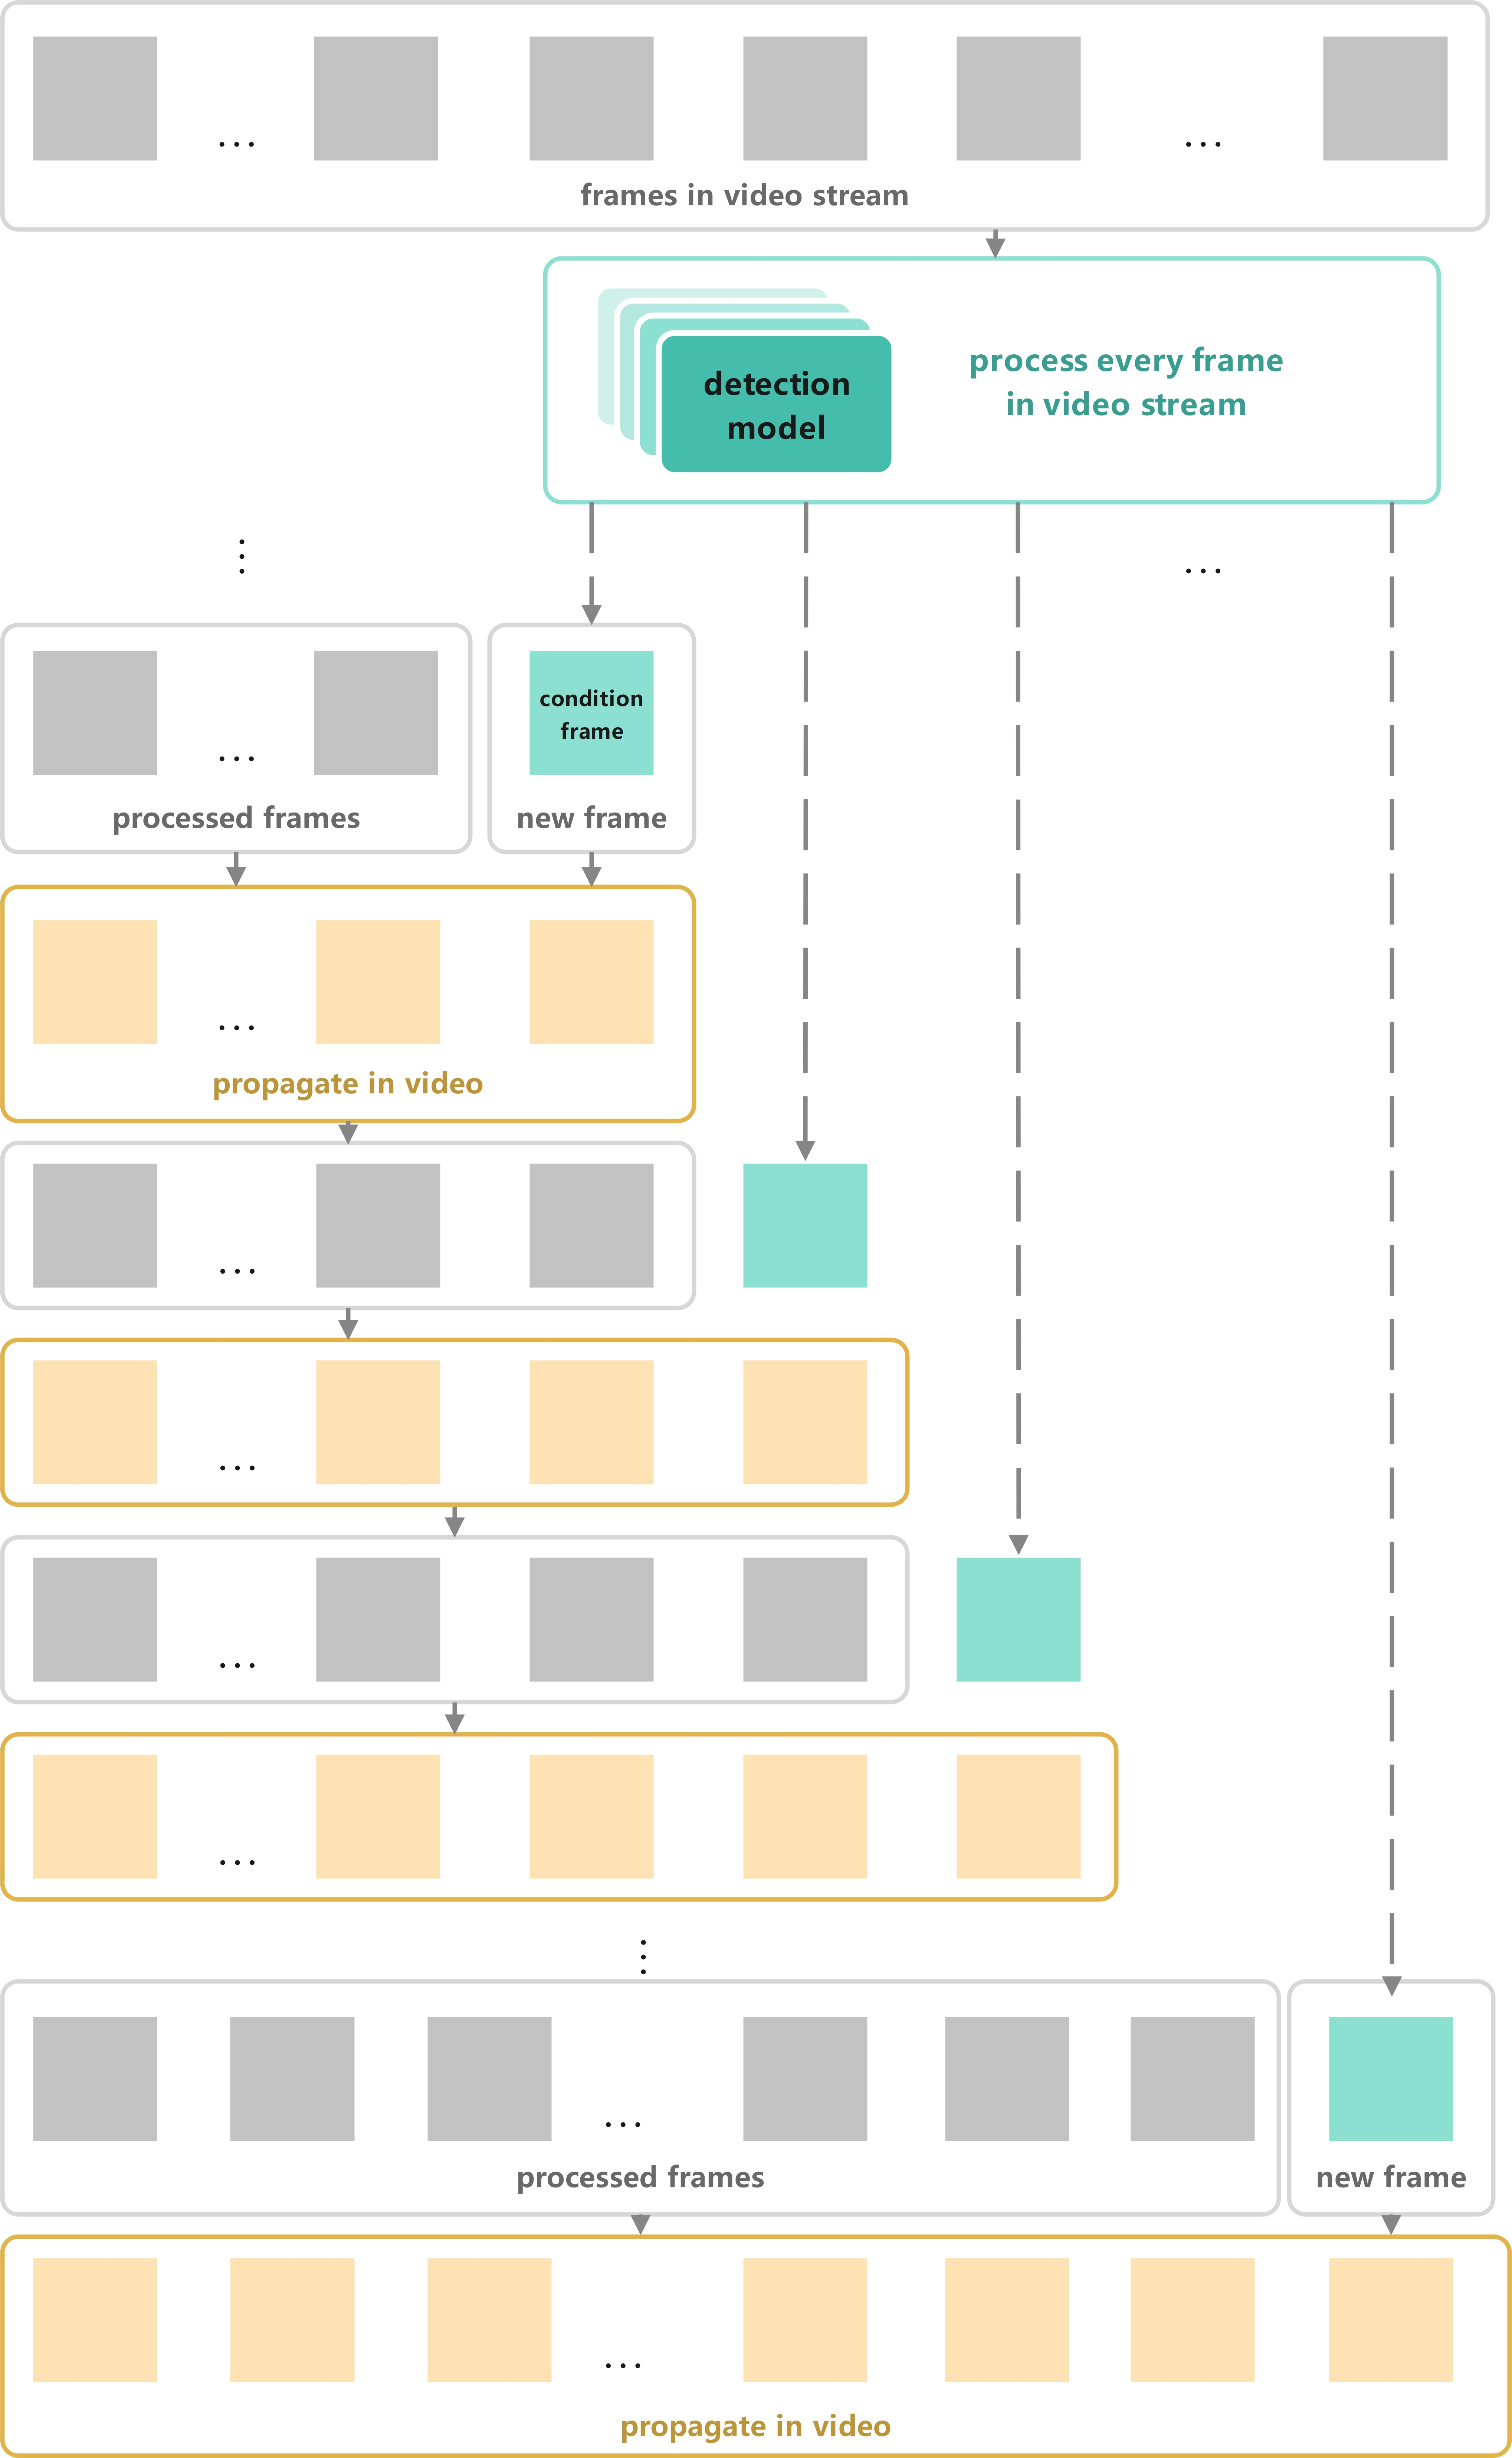 ...
...
frames in video stream
detection
model
process every frame
in video stream
...
...
condition
frame
...
processed frames
new frame
...
propagate in video
...
...
...
...
...
...
processed frames
new frame
...
propagate in video